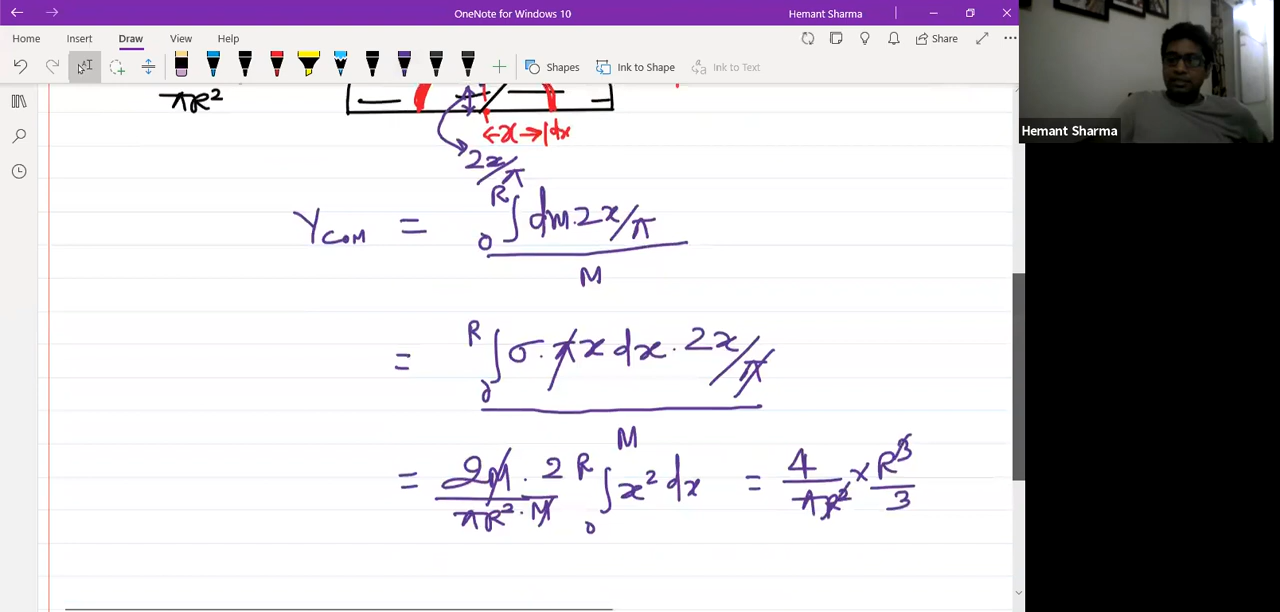 OneNote for Windows 10
Hemant Sharma
Home Insert Draw View Help
Share
Shapes Ink to Shape Ink to Text
πR²
x dx
2x/π
Y_COM = ₀∫ᴿ dm·2x/π
M
= ₀∫ᴿ σ·πx dx·2x/π
M
= 2M·2 / πR²·M ₀∫ᴿ x² dx = 4/πR² × R³/3
Hemant Sharma